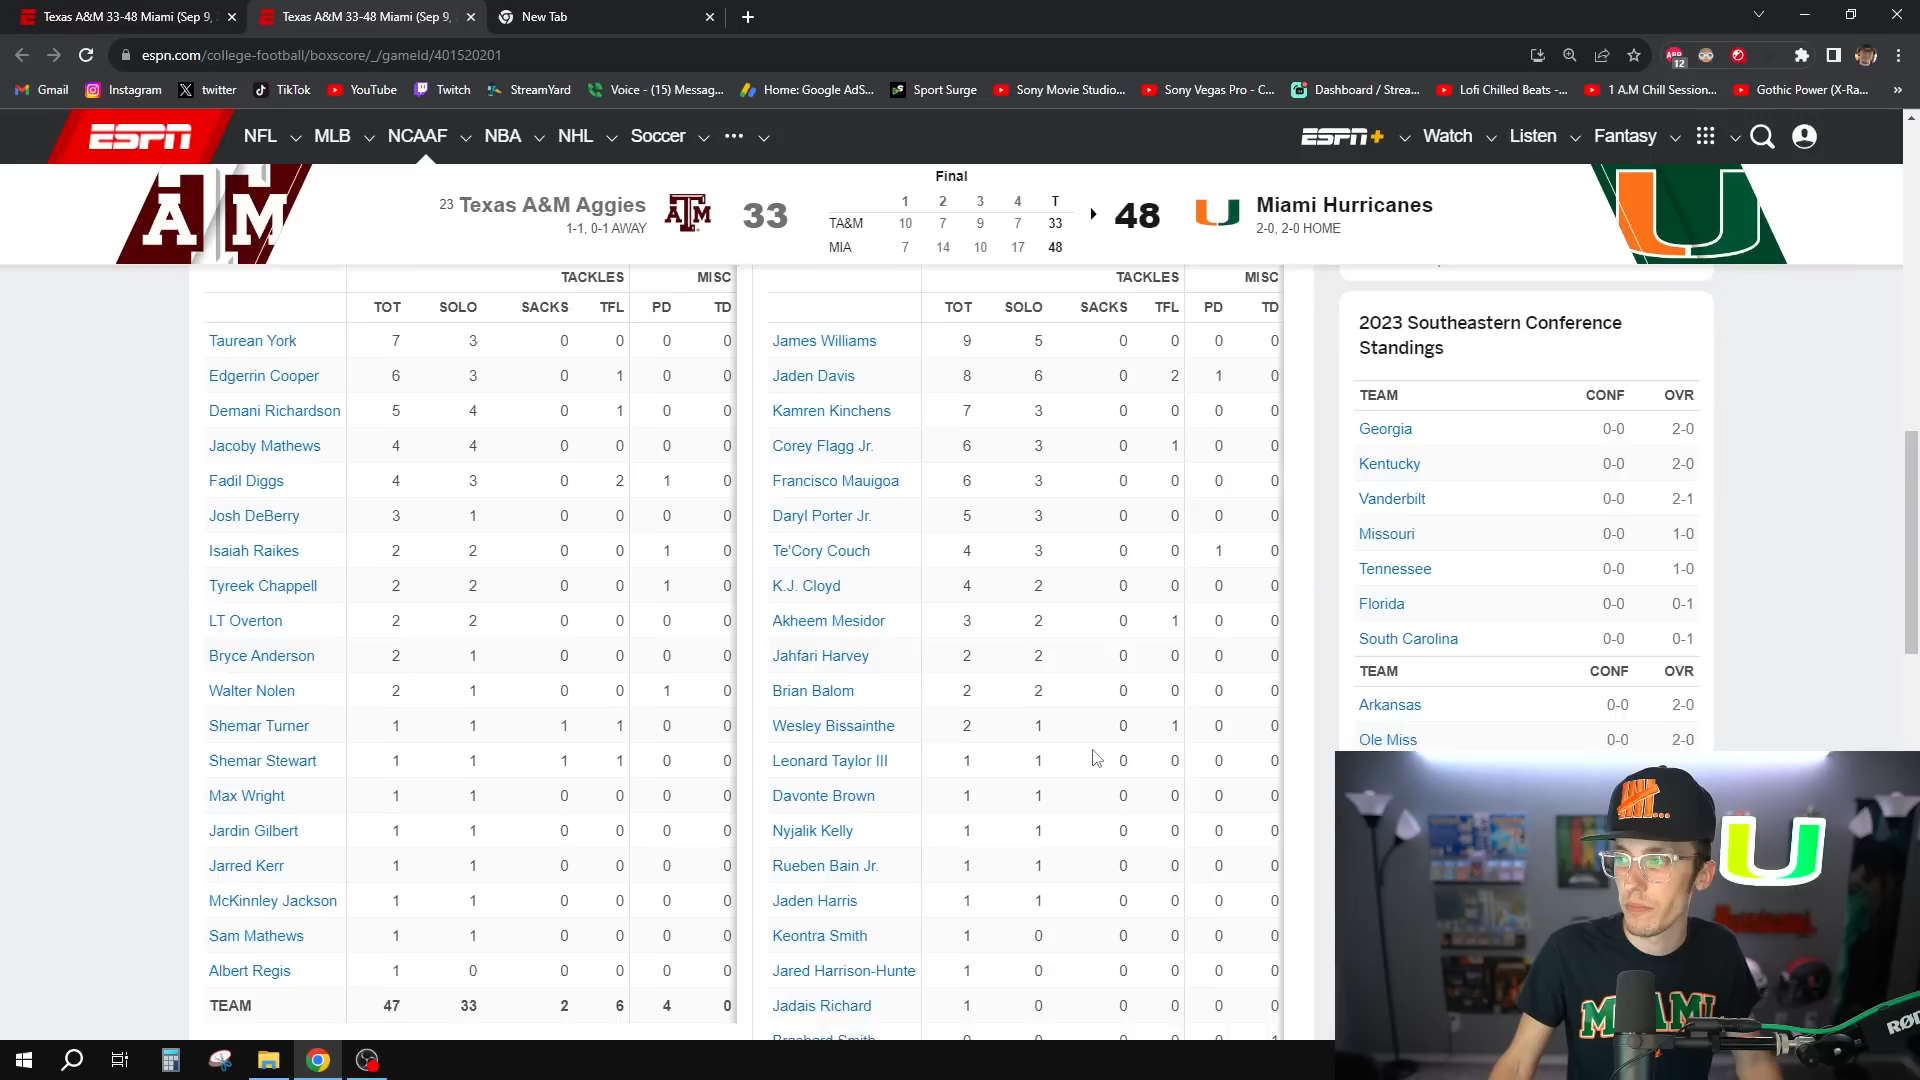 Texas A&M 33-48 Miami (Sep 9,
Texas A&M 33-48 Miami (Sep 9,
New Tab
espn.com/college-football/boxscore/_/gameId/401520201
ABP
12
Gmail
Instagram
twitter
TikTok
YouTube
Twitch
StreamYard
Voice - (15) Messag...
Home: Google AdS...
Sport Surge
Sony Movie Studio...
Sony Vegas Pro - C...
Dashboard / Strea...
Lofi Chilled Beats -...
1 A.M Chill Session...
Gothic Power (X-Ra...
»
ESPN NFL MLB NCAAF NBA NHL Soccer ••• ESPN+ Watch Listen Fantasy
ATM
23 Texas A&M Aggies
1-1, 0-1 AWAY
ATM
33
Final
1 2 3 4 T
TA&M 10 7 9 7 33
MIA 7 14 10 17 48
48
Miami Hurricanes
2-0, 2-0 HOME
TACKLES MISC
TOT SOLO SACKS TFL PD TD
Taurean York 7 3 0 0 0 0
Edgerrin Cooper 6 3 0 1 0 0
Demani Richardson 5 4 0 1 0 0
Jacoby Mathews 4 4 0 0 0 0
Fadil Diggs 4 3 0 2 1 0
Josh DeBerry 3 1 0 0 0 0
Isaiah Raikes 2 2 0 0 1 0
Tyreek Chappell 2 2 0 0 1 0
LT Overton 2 2 0 0 0 0
Bryce Anderson 2 1 0 0 0 0
Walter Nolen 2 1 0 0 1 0
Shemar Turner 1 1 1 1 0 0
Shemar Stewart 1 1 1 1 0 0
Max Wright 1 1 0 0 0 0
Jardin Gilbert 1 1 0 0 0 0
Jarred Kerr 1 1 0 0 0 0
McKinnley Jackson 1 1 0 0 0 0
Sam Mathews 1 1 0 0 0 0
Albert Regis 1 0 0 0 0 0
TEAM 47 33 2 6 4 0
TACKLES MISC
TOT SOLO SACKS TFL PD TD
James Williams 9 5 0 0 0 0
Jaden Davis 8 6 0 2 1 0
Kamren Kinchens 7 3 0 0 0 0
Corey Flagg Jr. 6 3 0 1 0 0
Francisco Mauigoa 6 3 0 0 0 0
Daryl Porter Jr. 5 3 0 0 0 0
Te'Cory Couch 4 3 0 0 1 0
K.J. Cloyd 4 2 0 0 0 0
Akheem Mesidor 3 2 0 1 0 0
Jahfari Harvey 2 2 0 0 0 0
Brian Balom 2 2 0 0 0 0
Wesley Bissainthe 2 1 0 1 0 0
Leonard Taylor III 1 1 0 0 0 0
Davonte Brown 1 1 0 0 0 0
Nyjalik Kelly 1 1 0 0 0 0
Rueben Bain Jr. 1 1 0 0 0 0
Jaden Harris 1 1 0 0 0 0
Keontra Smith 1 0 0 0 0 0
Jared Harrison-Hunte 1 0 0 0 0 0
Jadais Richard 1 0 0 0 0 0
2023 Southeastern Conference
Standings
TEAM CONF OVR
Georgia 0-0 2-0
Kentucky 0-0 2-0
Vanderbilt 0-0 2-1
Missouri 0-0 1-0
Tennessee 0-0 1-0
Florida 0-0 0-1
South Carolina 0-0 0-1
TEAM CONF OVR
Arkansas 0-0 2-0
Ole Miss 0-0 2-0
MIAMI
RØD